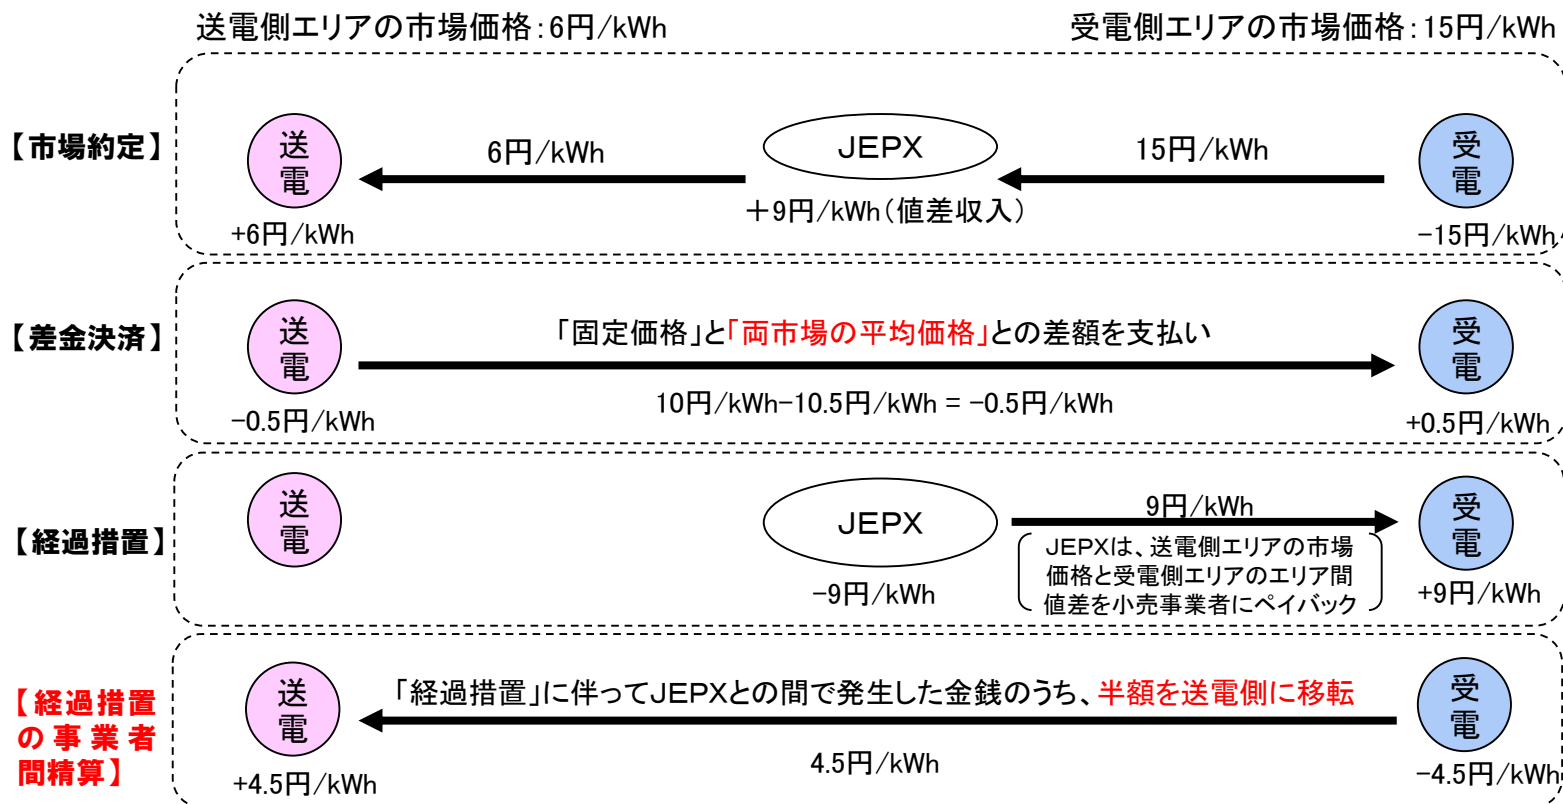 送電側エリアの市場価格：6円/kWh
受電側エリアの市場価格：15円/kWh
【市場約定】
送電
6円/kWh
JEPX
15円/kWh
受電
+6円/kWh
＋9円/kWh（値差収入）
−15円/kWh
【差金決済】
送電
「固定価格」と「両市場の平均価格」との差額を支払い
受電
10円/kWh−10.5円/kWh = −0.5円/kWh
−0.5円/kWh
+0.5円/kWh
【経過措置】
送電
JEPX
9円/kWh
受電
JEPXは、送電側エリアの市場
価格と受電側エリアのエリア間
値差を小売事業者にペイバック
−9円/kWh
+9円/kWh
【経過措置
の事業者
間精算】
送電
「経過措置」に伴ってJEPXとの間で発生した金銭のうち、半額を送電側に移転
受電
4.5円/kWh
+4.5円/kWh
−4.5円/kWh